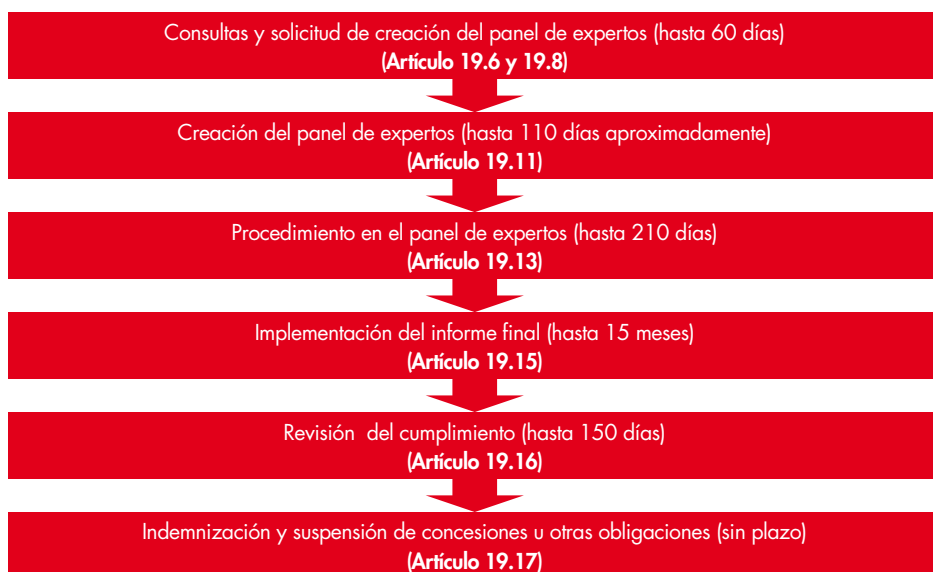 Consultas y solicitud de creación del panel de expertos (hasta 60 días)
(Artículo 19.6 y 19.8)
Creación del panel de expertos (hasta 110 días aproximadamente)
(Artículo 19.11)
Procedimiento en el panel de expertos (hasta 210 días)
(Artículo 19.13)
Implementación del informe final (hasta 15 meses)
(Artículo 19.15)
Revisión del cumplimiento (hasta 150 días)
(Artículo 19.16)
Indemnización y suspensión de concesiones u otras obligaciones (sin plazo)
(Artículo 19.17)